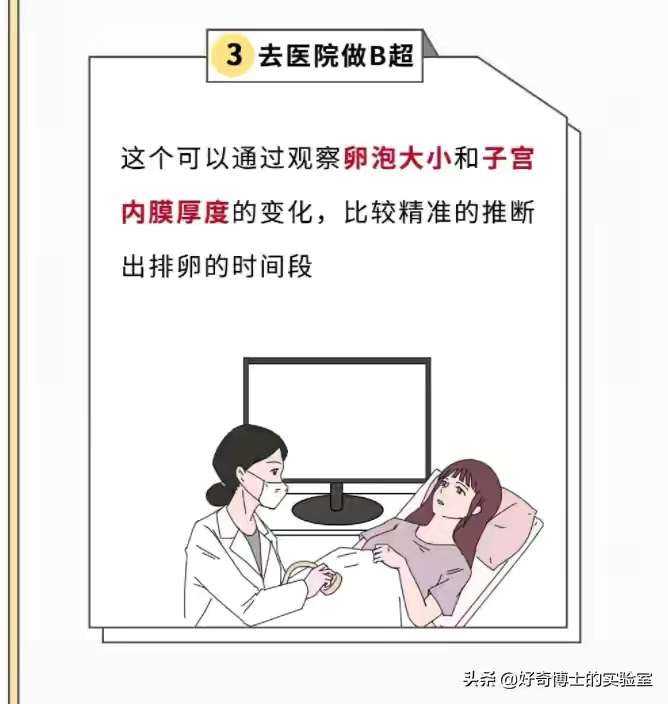 3 去医院做B超
这个可以通过观察卵泡大小和子宫
内膜厚度的变化，比较精准的推断
出排卵的时间段
头条 @好奇博士的实验室